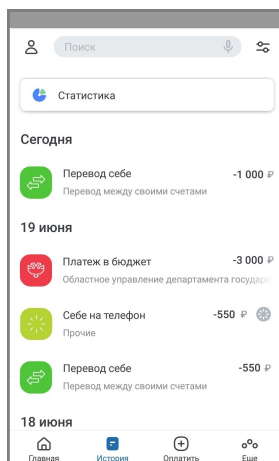 Поиск
Статистика
Сегодня
Перевод себе -1 000 ₽
Перевод между своими счетами
19 июня
Платеж в бюджет -3 000 ₽
Областное управление департамента государс
Себе на телефон -550 ₽
Прочие
Перевод себе -550 ₽
Перевод между своими счетами
18 июня
Главная История Оплатить Еще